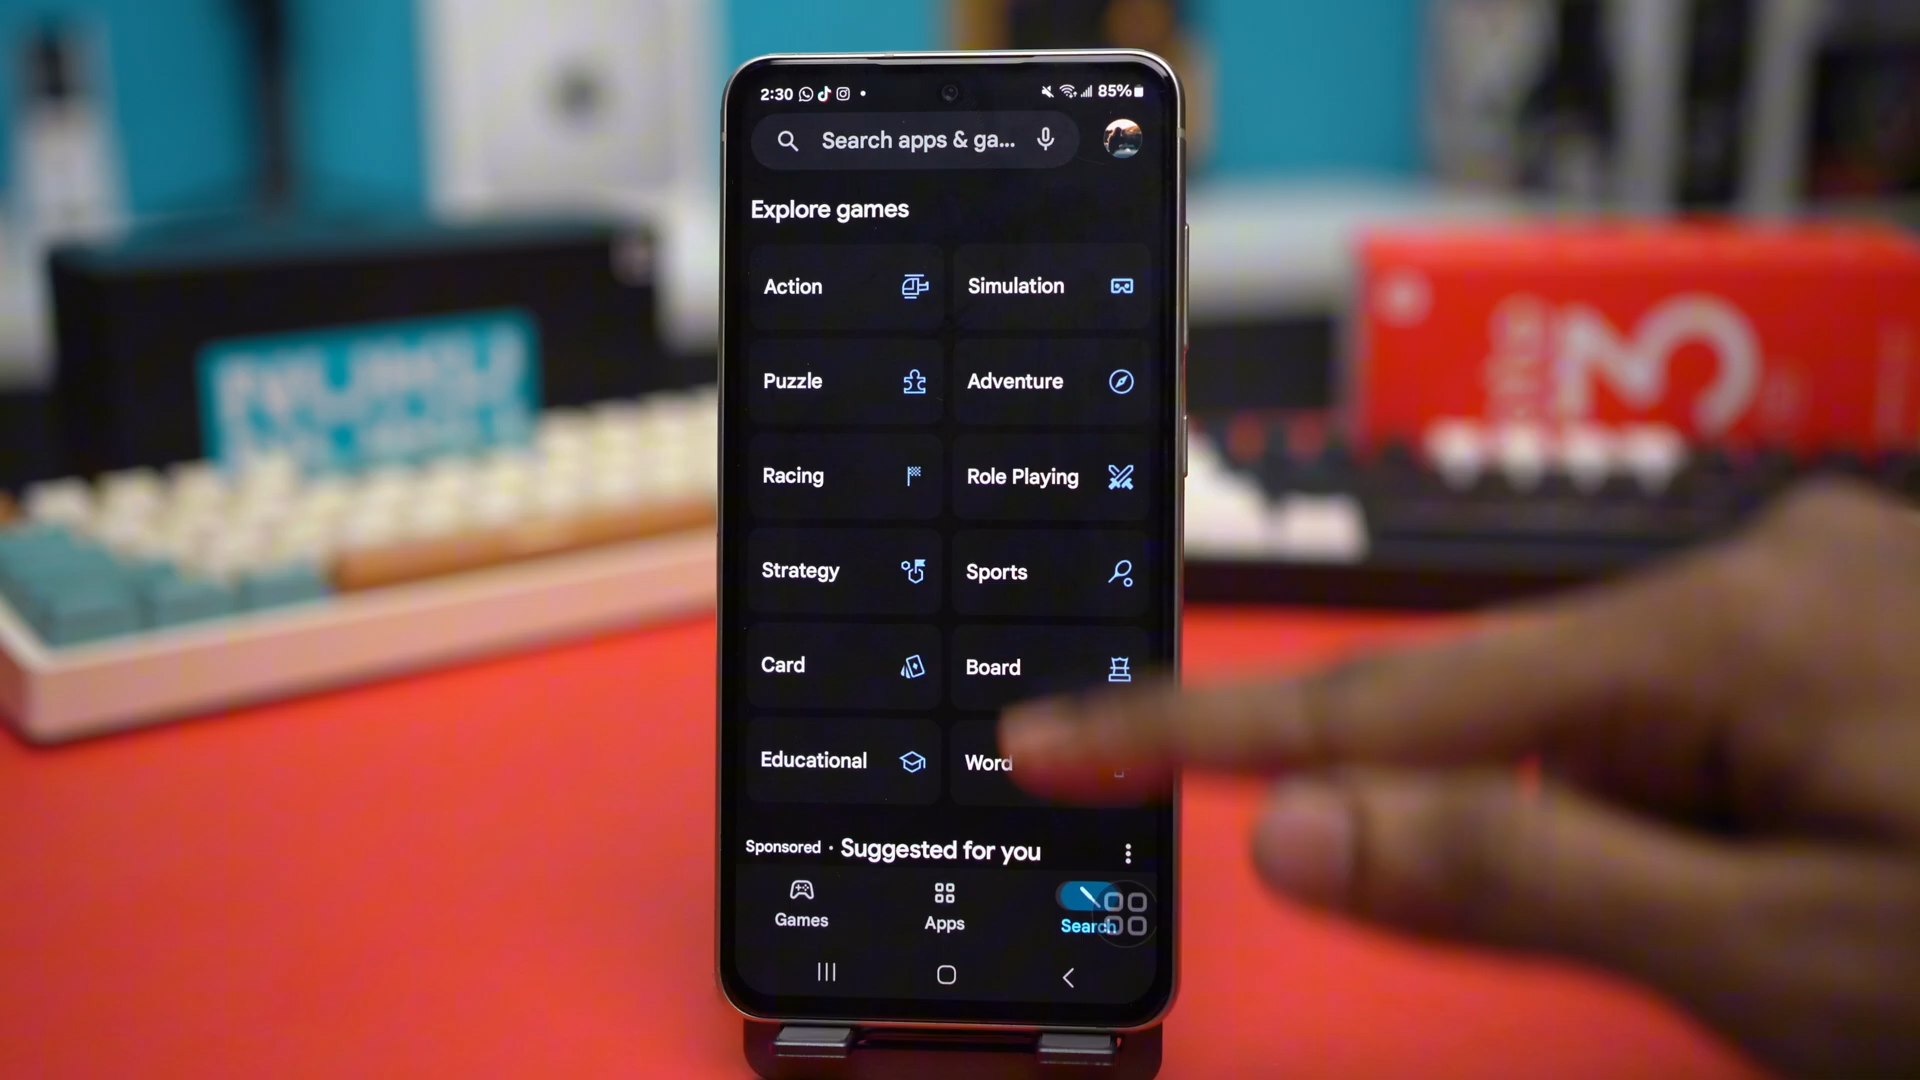 2:30 85%
Search apps & ga...
Explore games
Action Simulation
Puzzle Adventure
Racing Role Playing
Strategy Sports
Card Board
Educational Word
Sponsored · Suggested for you
Games Apps Search
3